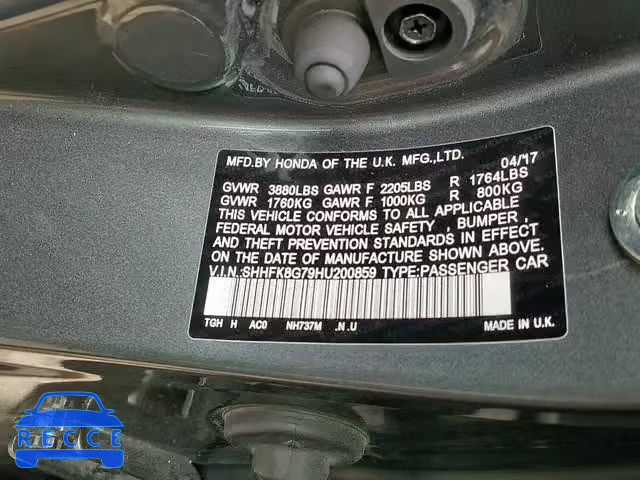 MFD.BY HONDA OF THE U.K. MFG.,LTD. 04/'17
GVWR 3880LBS GAWR F 2205LBS R 1764LBS
GVWR 1760KG GAWR F 1000KG R 800KG
THIS VEHICLE CONFORMS TO ALL APPLICABLE
FEDERAL MOTOR VEHICLE SAFETY , BUMPER ,
AND THEFT PREVENTION STANDARDS IN EFFECT
ON THE DATE OF MANUFACTURE SHOWN ABOVE.
V.I.N.:SHHFK8G79HU200859 TYPE:PASSENGER CAR
TGH H AC0 NH737M .N .U MADE IN U.K.
RECCE